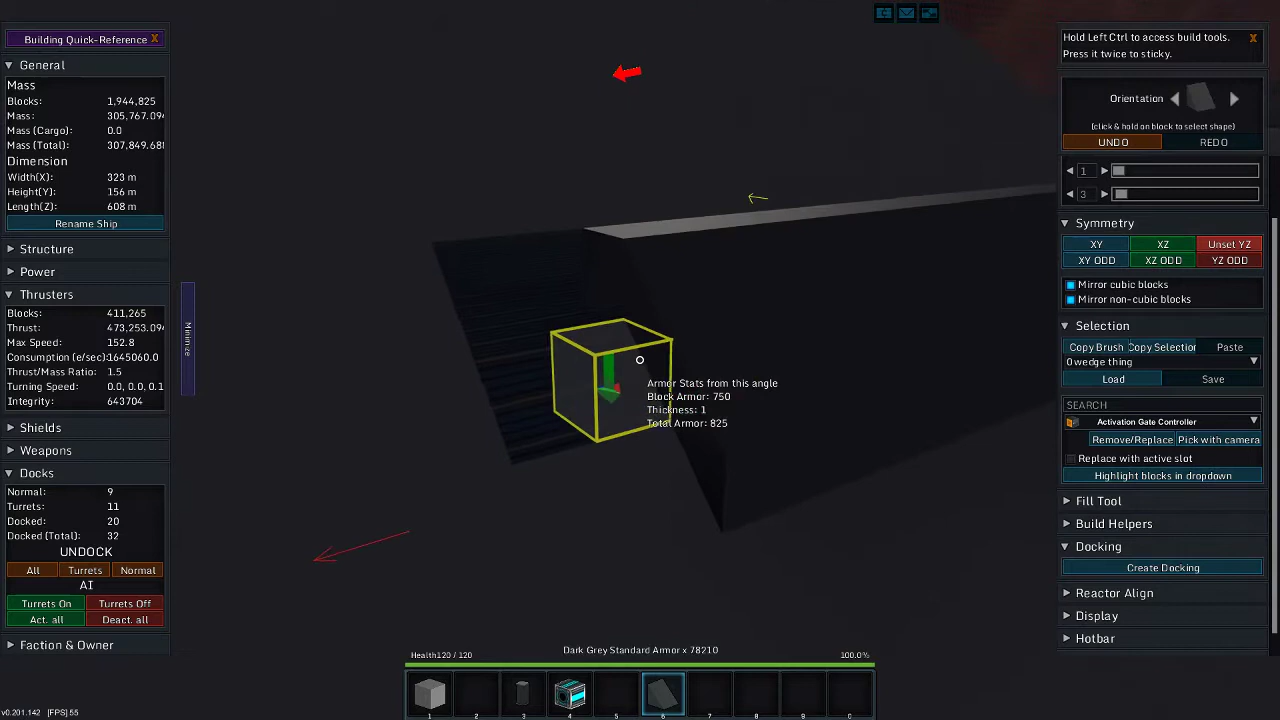 Building Quick-Reference X
General
Mass
Blocks: 1,944,825
Mass: 305,767.09
Mass (Cargo): 0.0
Mass (Total): 307,849.68
Dimension
Width(X): 323 m
Height(Y): 156 m
Length(Z): 608 m
Rename Ship
Structure
Power
Thrusters
Blocks: 411,265
Thrust: 473,253.09
Max Speed: 152.8
Consumption (e/sec): 1645060.0
Thrust/Mass Ratio: 1.5
Turning Speed: 0.0, 0.0, 0.1
Integrity: 643704
Shields
Weapons
Docks
Normal: 9
Turrets: 11
Docked: 20
Docked (Total): 32
UNDOCK
All Turrets Normal
AI
Turrets On Turrets Off
Act. all Deact. all
Faction & Owner
v0.201.142 [FPS] 55
Minimize
Armor Stats from this angle
Block Armor: 750
Thickness: 1
Total Armor: 825
Dark Grey Standard Armor x 78210
Health120 / 120 100.0%
1 2 3 4 5 6 7 8 9 0
Hold Left Ctrl to access build tools. X
Press it twice to sticky.
Orientation
(click & hold on block to select shape)
UNDO REDO
1
3
Symmetry
XY XZ Unset YZ
XY ODD XZ ODD YZ ODD
Mirror cubic blocks
Mirror non-cubic blocks
Selection
Copy Brush Copy Selection Paste
0 wedge thing
Load Save
SEARCH
Activation Gate Controller
Remove/Replace Pick with camera
Replace with active slot
Highlight blocks in dropdown
Fill Tool
Build Helpers
Docking
Create Docking
Reactor Align
Display
Hotbar